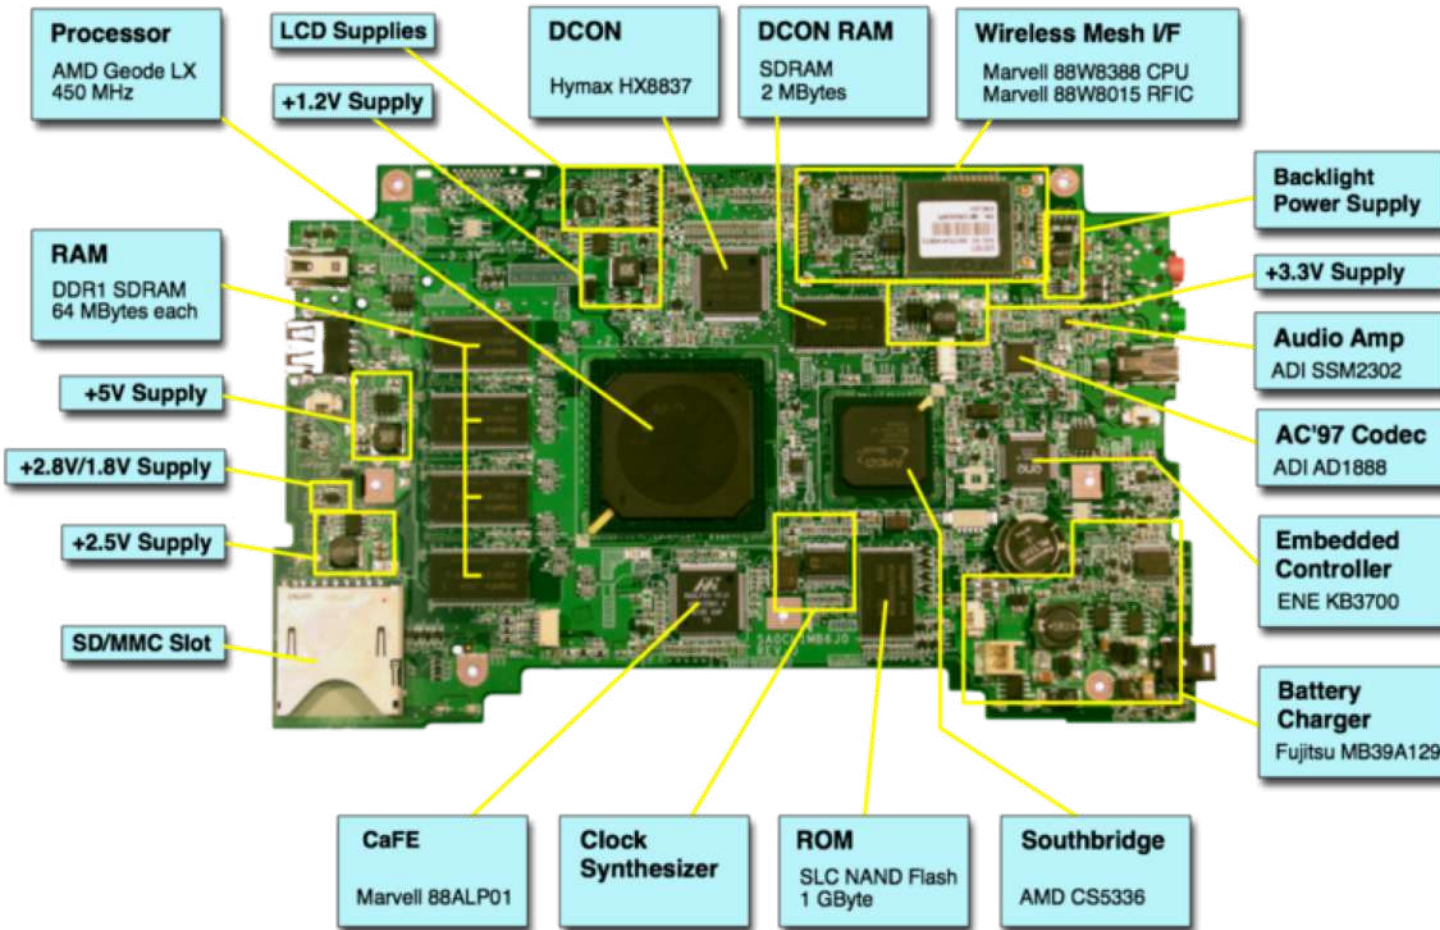 Processor
AMD Geode LX
450 MHz
LCD Supplies
+1.2V Supply
DCON
Hymax HX8837
DCON RAM
SDRAM
2 MBytes
Wireless Mesh I/F
Marvell 88W8388 CPU
Marvell 88W8015 RFIC
Backlight
Power Supply
+3.3V Supply
Audio Amp
ADI SSM2302
AC'97 Codec
ADI AD1888
Embedded
Controller
ENE KB3700
Battery
Charger
Fujitsu MB39A129
RAM
DDR1 SDRAM
64 MBytes each
+5V Supply
+2.8V/1.8V Supply
+2.5V Supply
SD/MMC Slot
CaFE
Marvell 88ALP01
Clock
Synthesizer
ROM
SLC NAND Flash
1 GByte
Southbridge
AMD CS5336